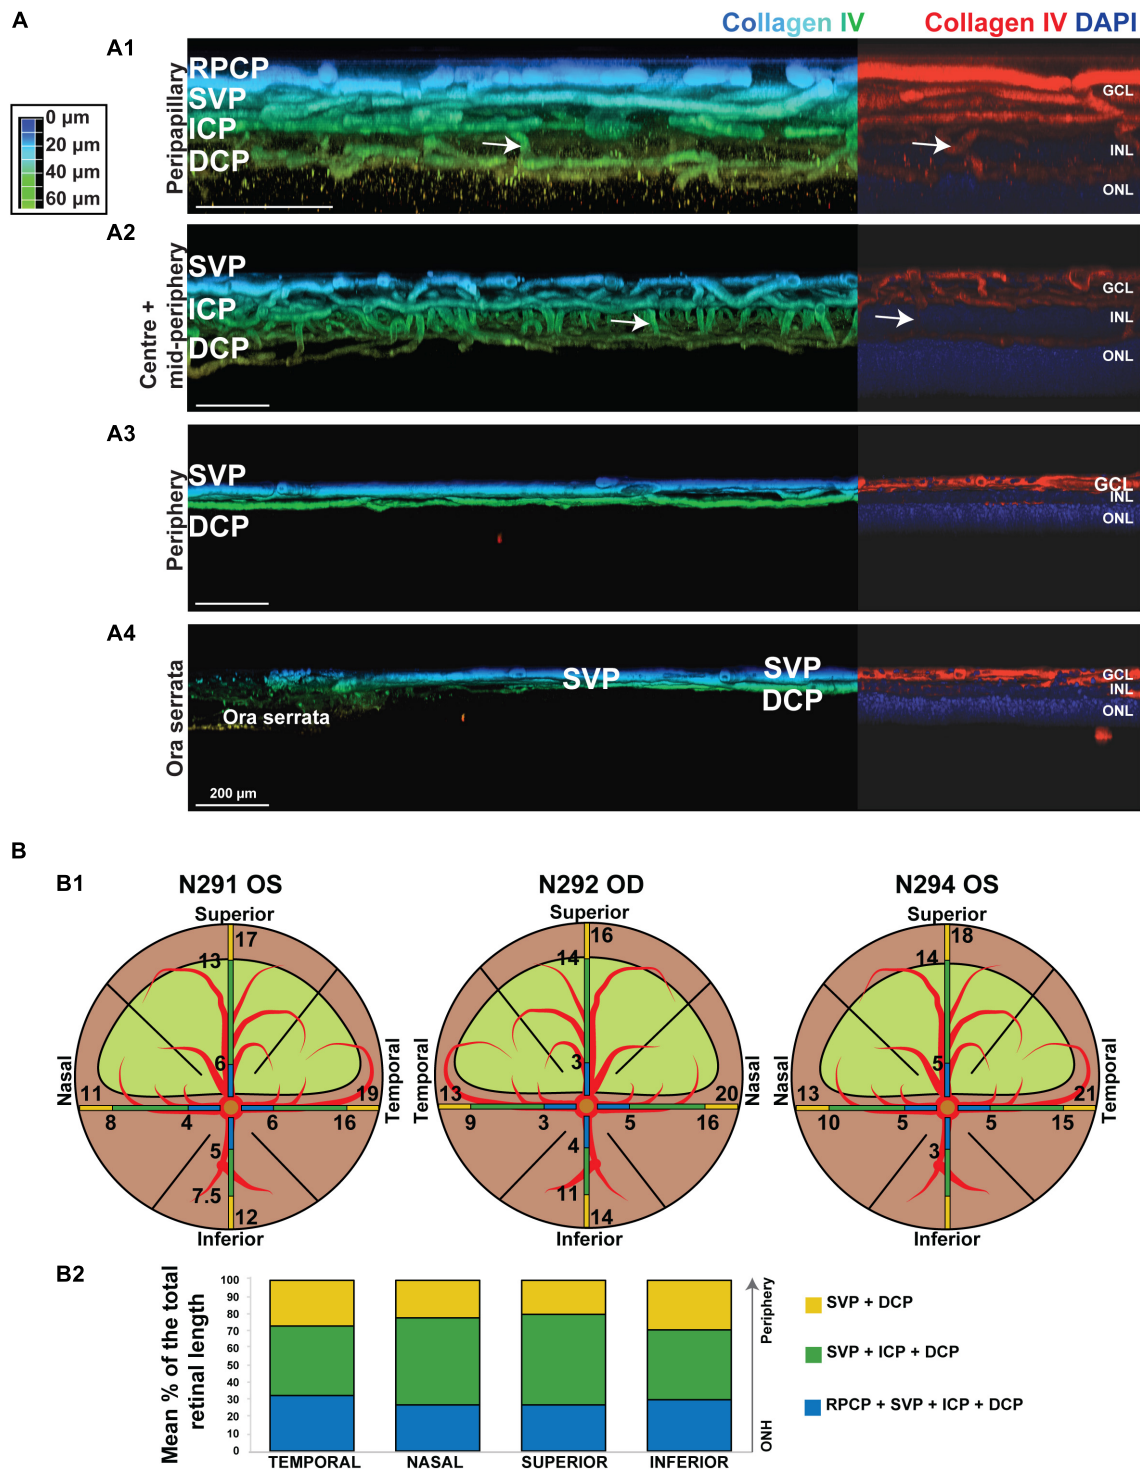 A
Collagen IV
Collagen IV DAPI
A1
Peripapillary
0 µm
20 µm
40 µm
60 µm
RPCP
SVP
ICP
DCP
GCL
INL
ONL
A2
Centre +
mid-periphery
SVP
ICP
DCP
GCL
INL
ONL
A3
Periphery
SVP
DCP
GCL
INL
ONL
A4
Ora serrata
SVP
SVP
DCP
Ora serrata
200 µm
GCL
INL
ONL
B
B1
N291 OS
Superior
17
13
6
Nasal
11
19
Temporal
8
4
6
16
5
7.5
12
Inferior
N292 OD
Superior
16
14
3
Temporal
13
20
Nasal
9
3
5
16
4
11
14
Inferior
N294 OS
Superior
18
14
5
Nasal
13
21
Temporal
10
5
5
15
3
Inferior
B2
Mean % of the total
retinal length
100
90
80
70
60
50
40
30
20
10
0
TEMPORAL
NASAL
SUPERIOR
INFERIOR
Periphery
ONH
SVP + DCP
SVP + ICP + DCP
RPCP + SVP + ICP + DCP